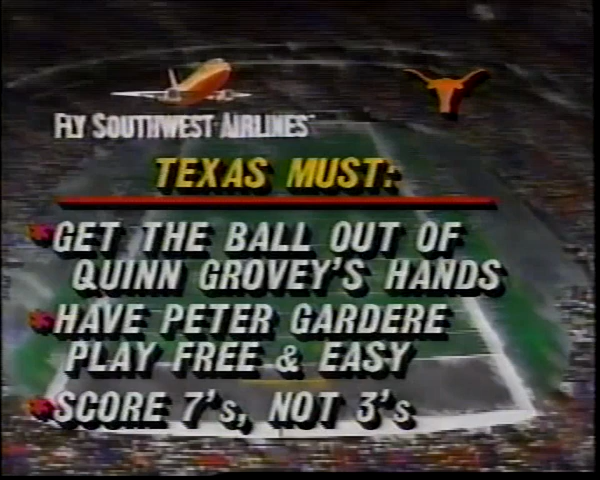 FLY SOUTHWEST AIRLINES
TEXAS MUST:
* GET THE BALL OUT OF
QUINN GROVEY'S HANDS
* HAVE PETER GARDERE
PLAY FREE & EASY
* SCORE 7's, NOT 3's